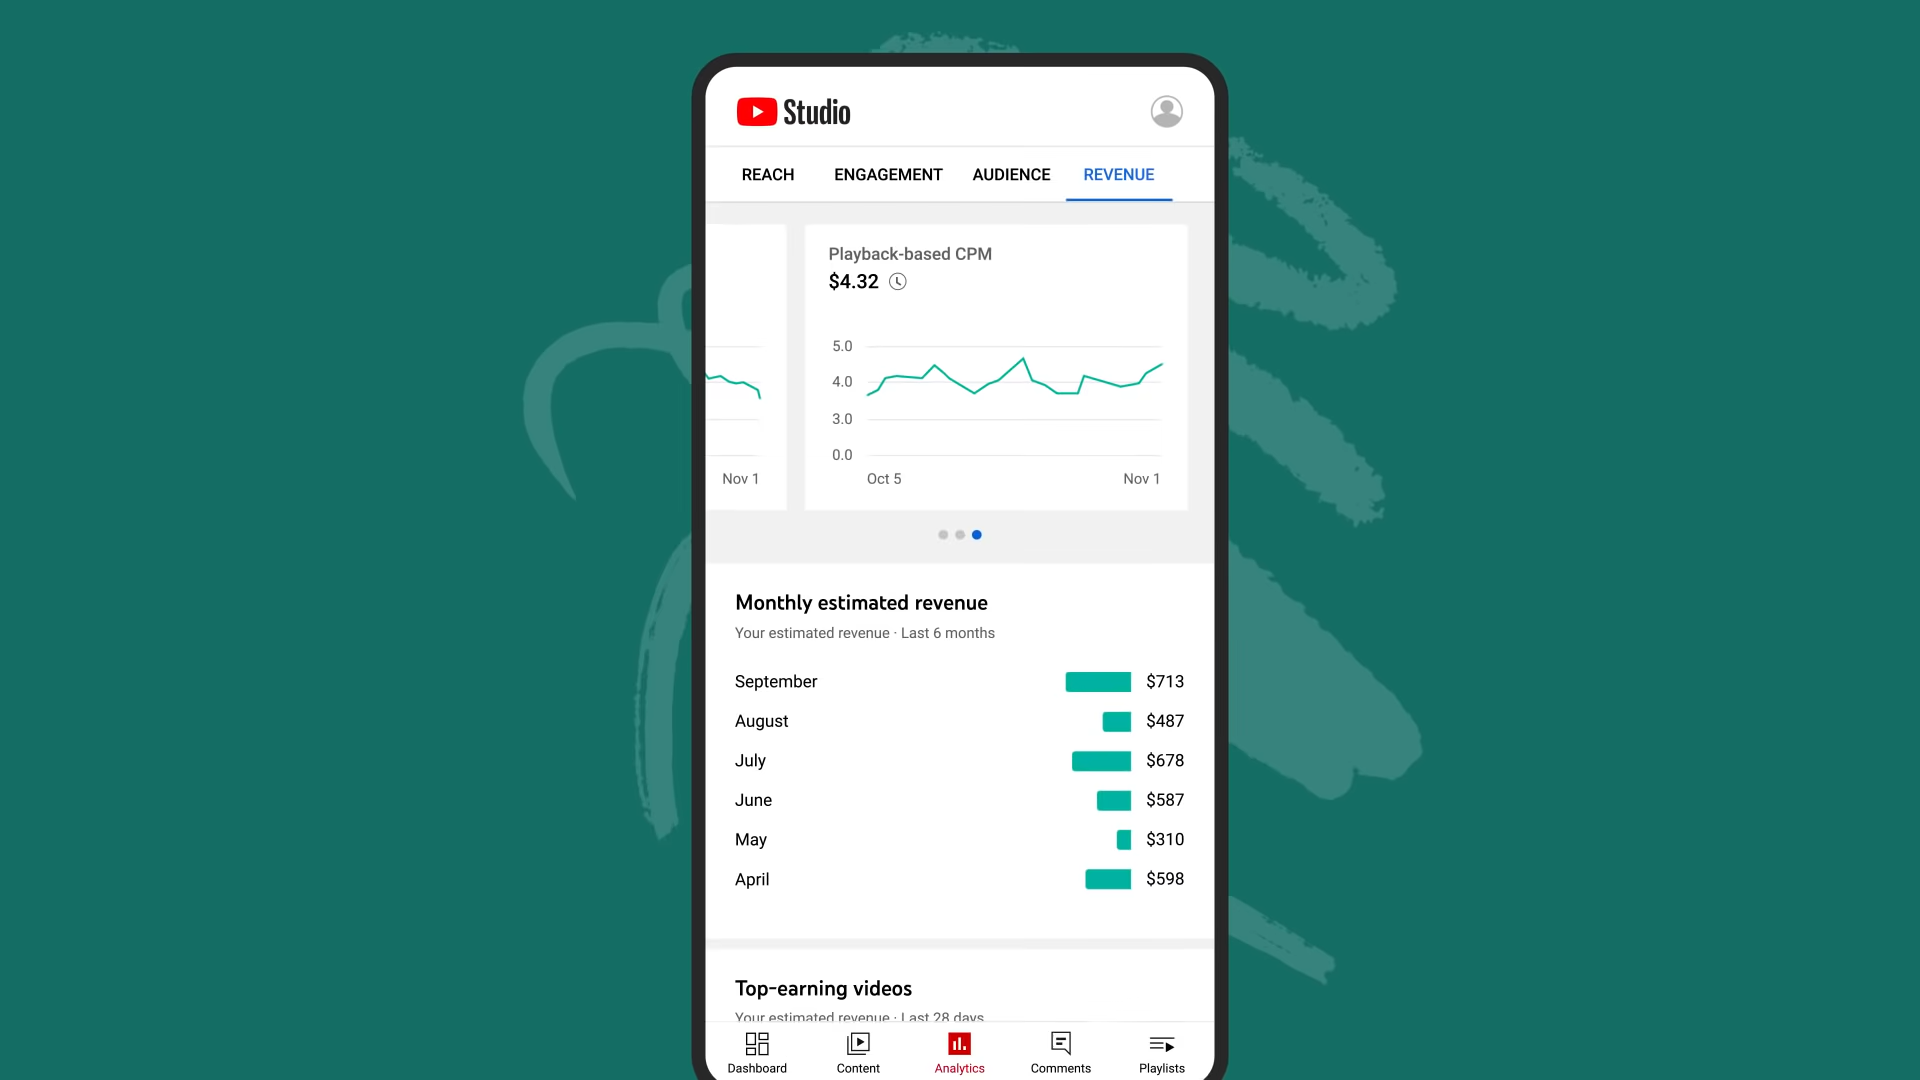 Studio
REACH ENGAGEMENT AUDIENCE REVENUE
Playback-based CPM
$4.32
5.0
4.0
3.0
0.0
Nov 1
Oct 5 Nov 1
Monthly estimated revenue
Your estimated revenue · Last 6 months
September $713
August $487
July $678
June $587
May $310
April $598
Top-earning videos
Your estimated revenue · Last 28 days
Dashboard Content Analytics Comments Playlists